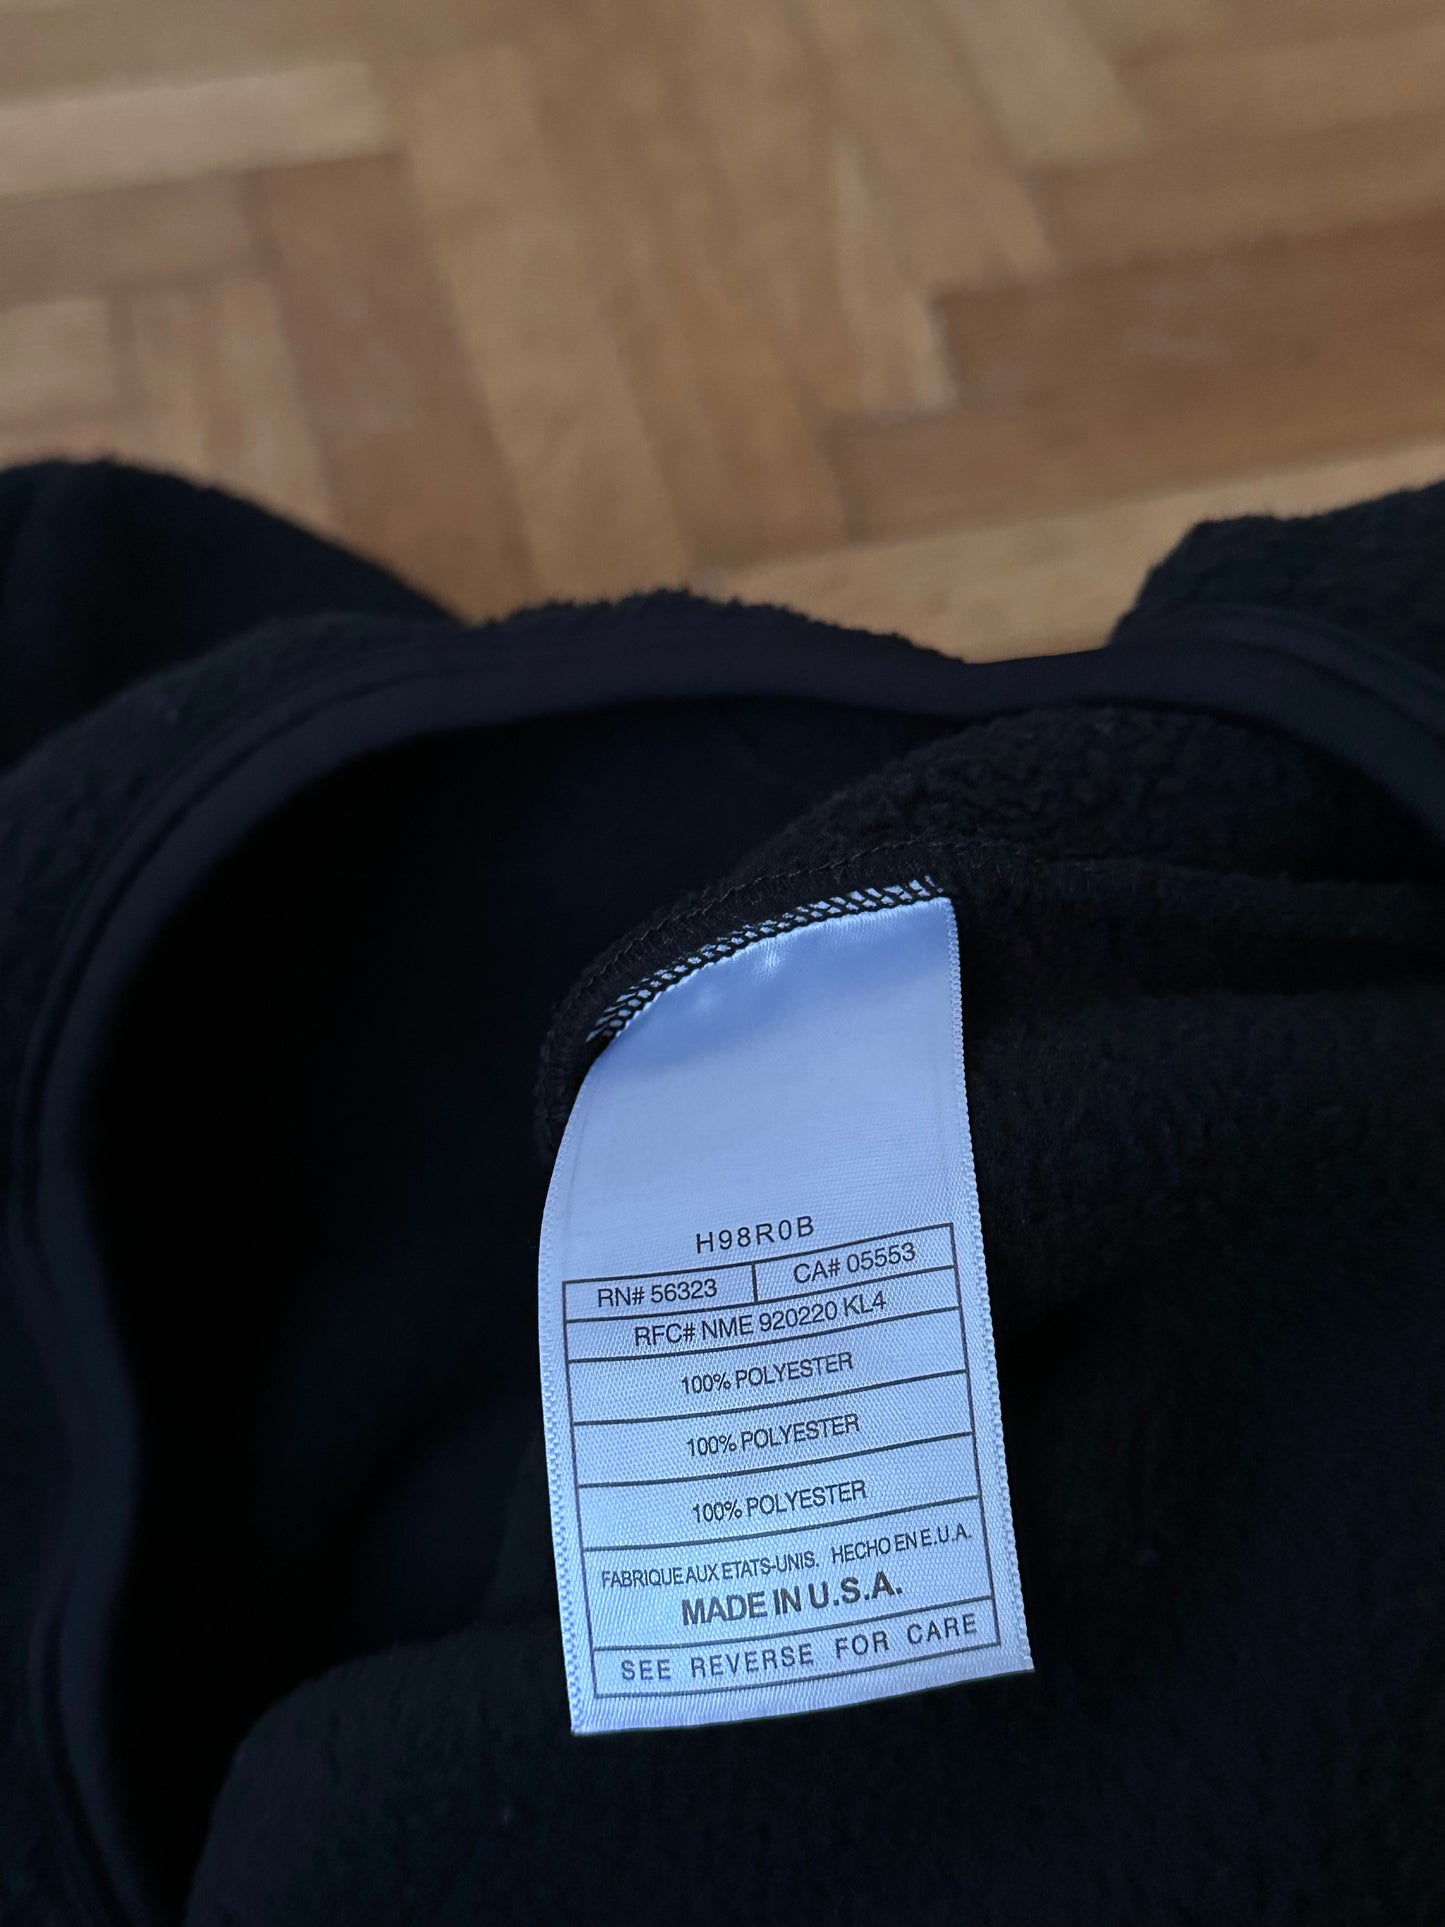 H98R0B
RN# 56323 CA# 05553
RFC# NME 920220 KL4
100% POLYESTER
100% POLYESTER
100% POLYESTER
FABRIQUE AUX ETATS-UNIS. HECHO EN E.U.A.
MADE IN U.S.A.
SEE REVERSE FOR CARE